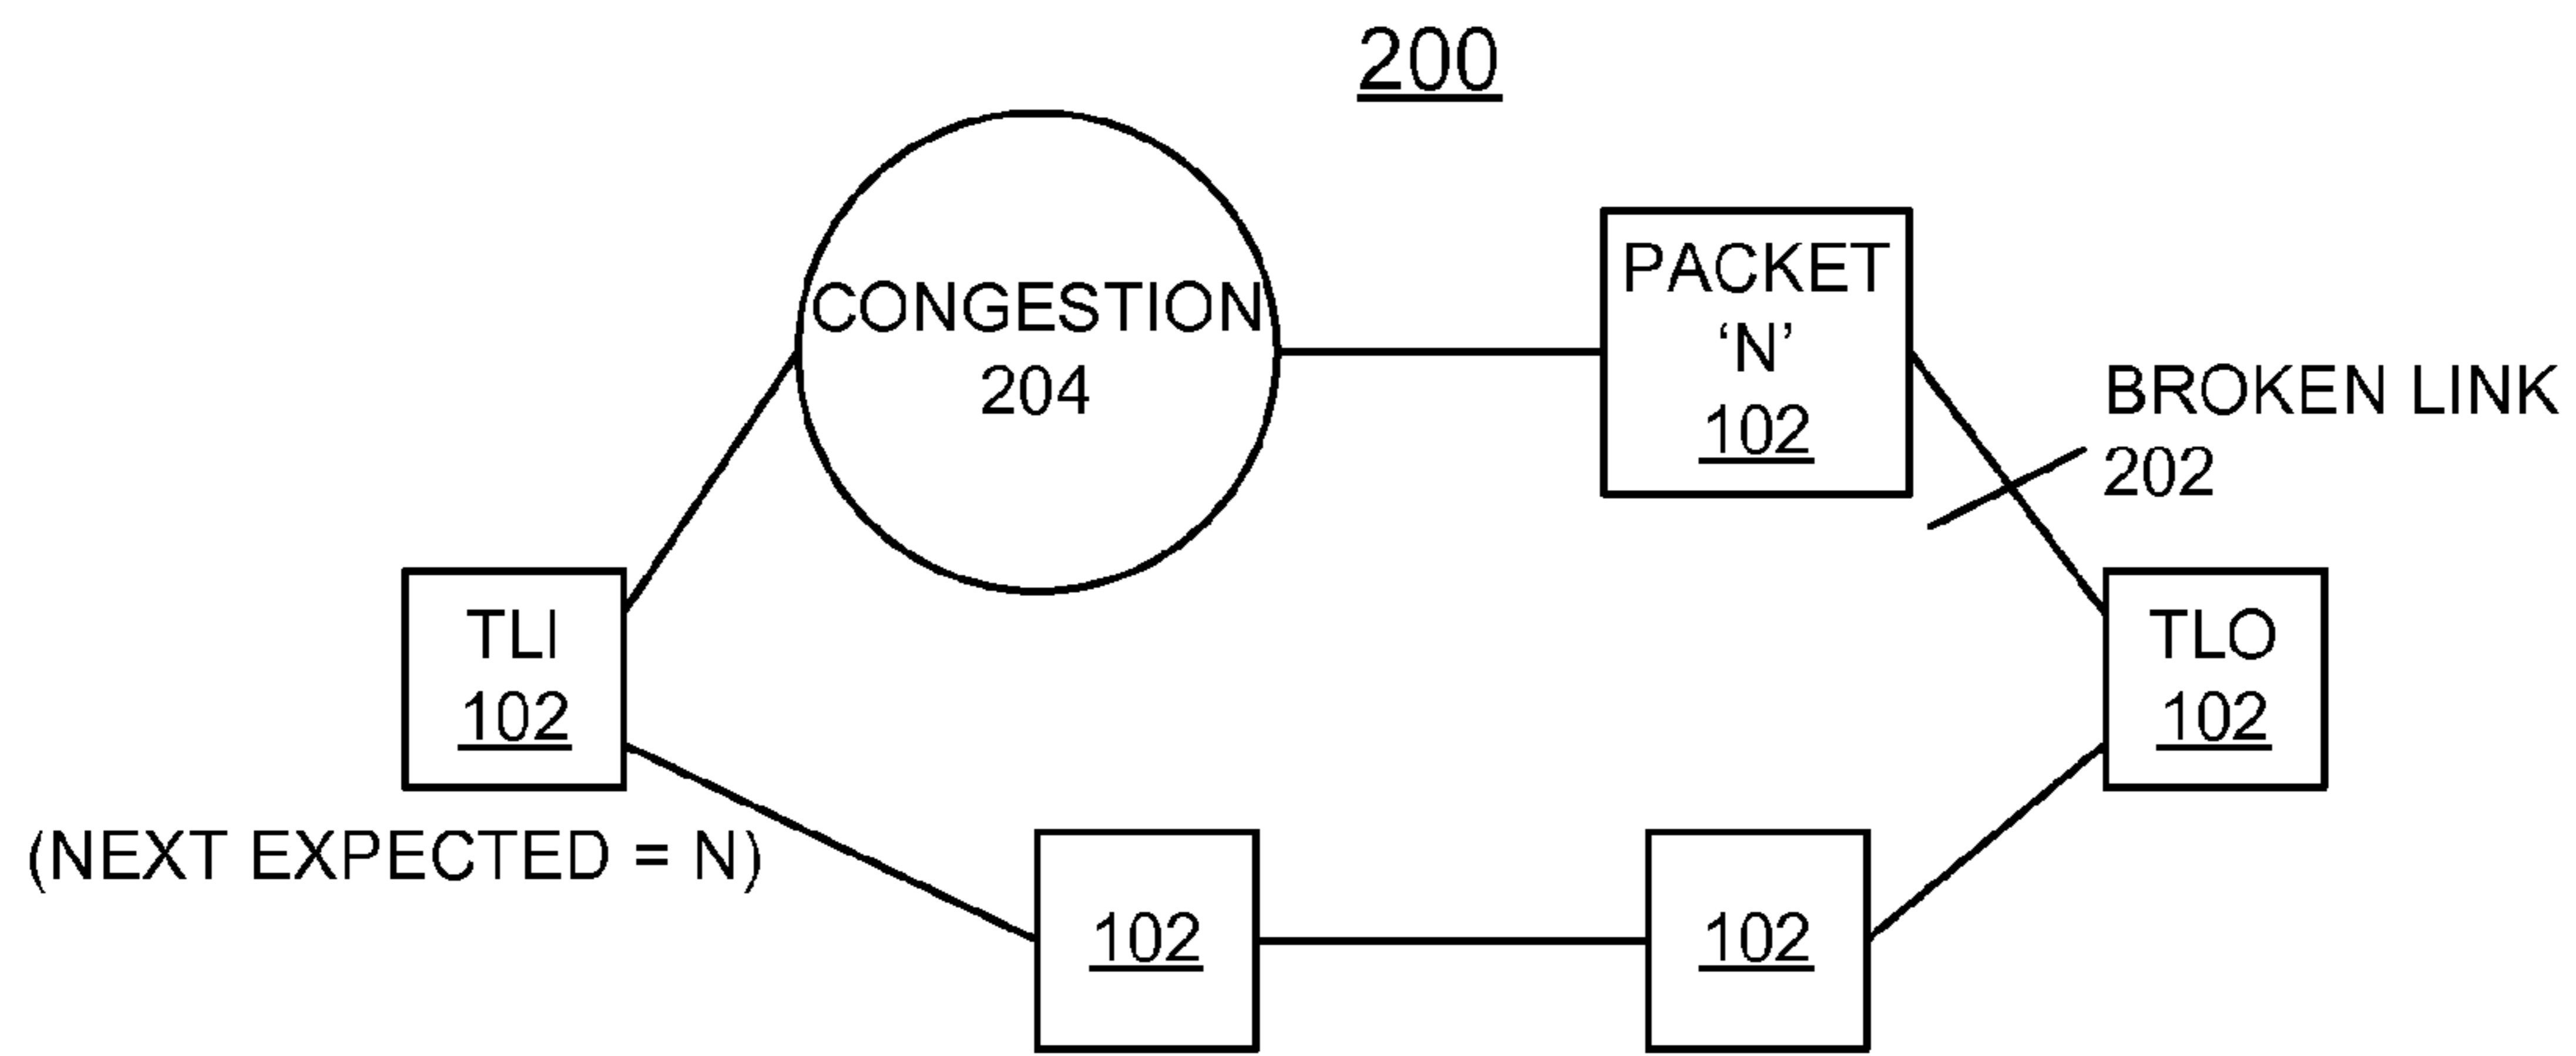 200
CONGESTION
204
PACKET
‘N’
102
BROKEN LINK
202
TLI
102
(NEXT EXPECTED = N)
TLO
102
102
102